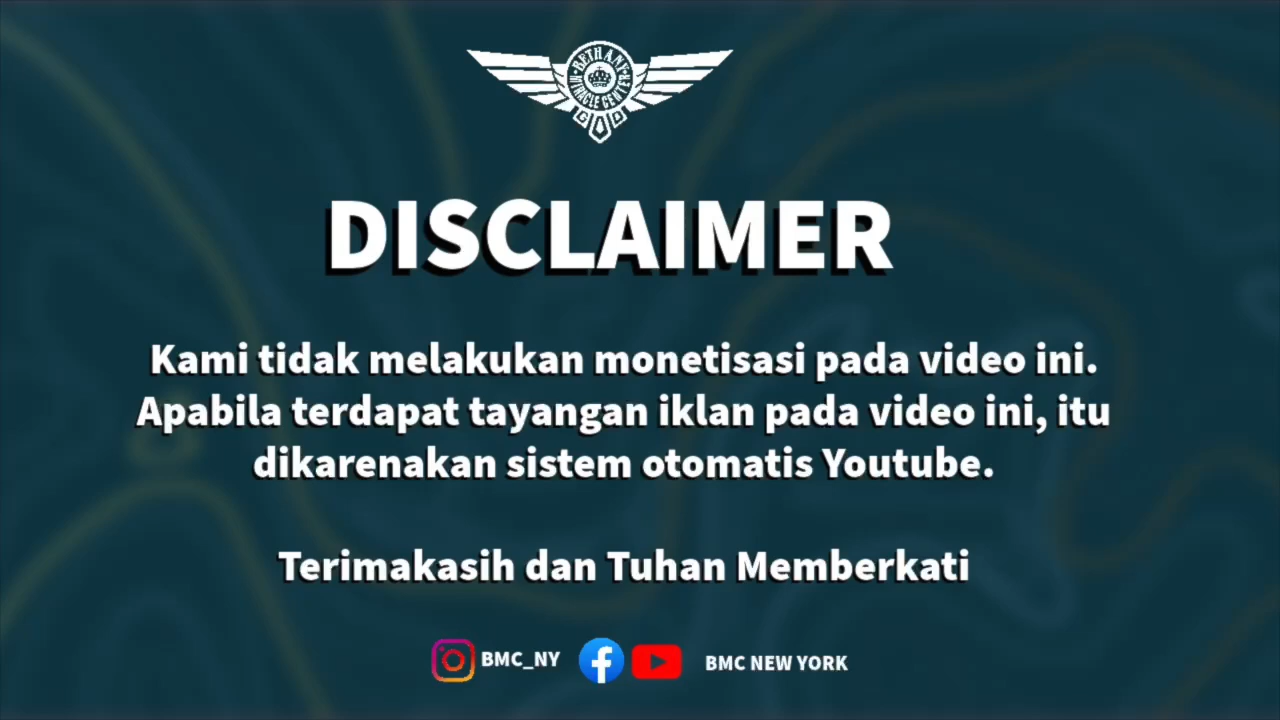 BETHANY
MIRACLE CENTER
DISCLAIMER
Kami tidak melakukan monetisasi pada video ini.
Apabila terdapat tayangan iklan pada video ini, itu
dikarenakan sistem otomatis Youtube.
Terimakasih dan Tuhan Memberkati
BMC_NY
BMC NEW YORK